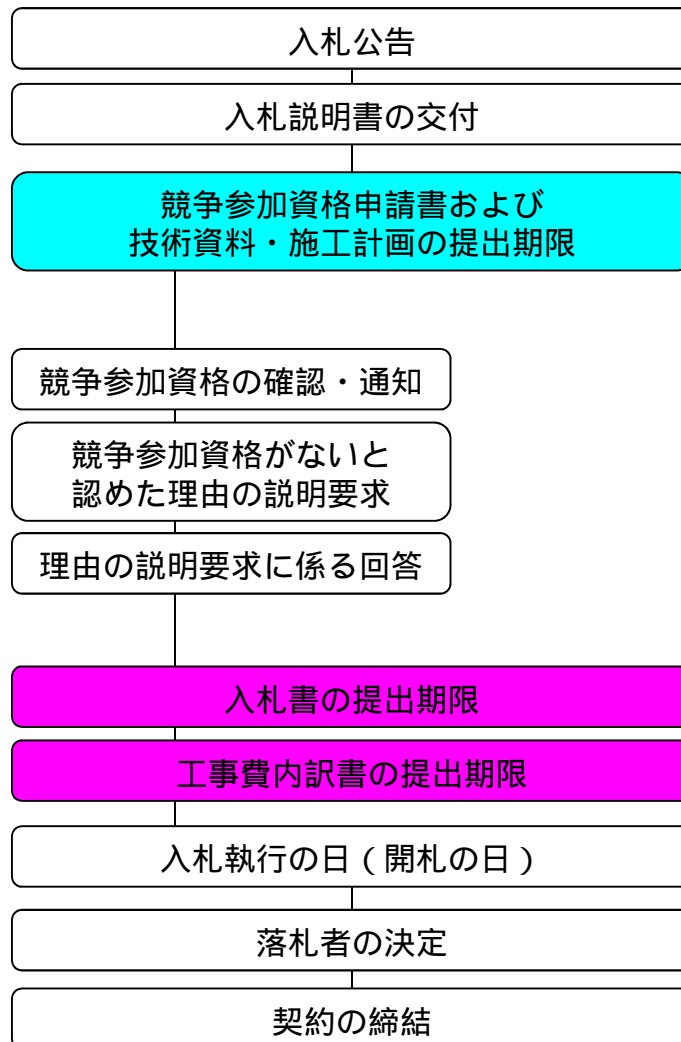 入札公告
入札説明書の交付
競争参加資格申請書および
技術資料・施工計画の提出期限
競争参加資格の確認・通知
競争参加資格がないと
認めた理由の説明要求
理由の説明要求に係る回答
入札書の提出期限
工事費内訳書の提出期限
入札執行の日(開札の日)
落札者の決定
契約の締結